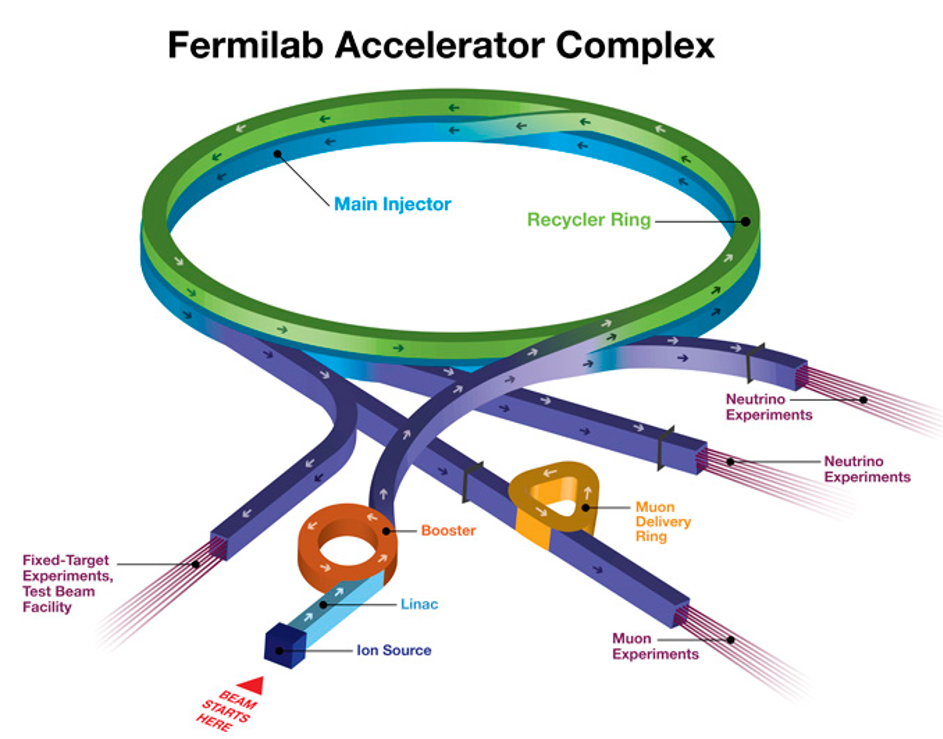 Fermilab Accelerator Complex
Main Injector
Recycler Ring
Neutrino
Experiments
Neutrino
Experiments
Muon
Delivery
Ring
Booster
Fixed-Target
Experiments,
Test Beam
Facility
Linac
Ion Source
Muon
Experiments
BEAM
STARTS
HERE